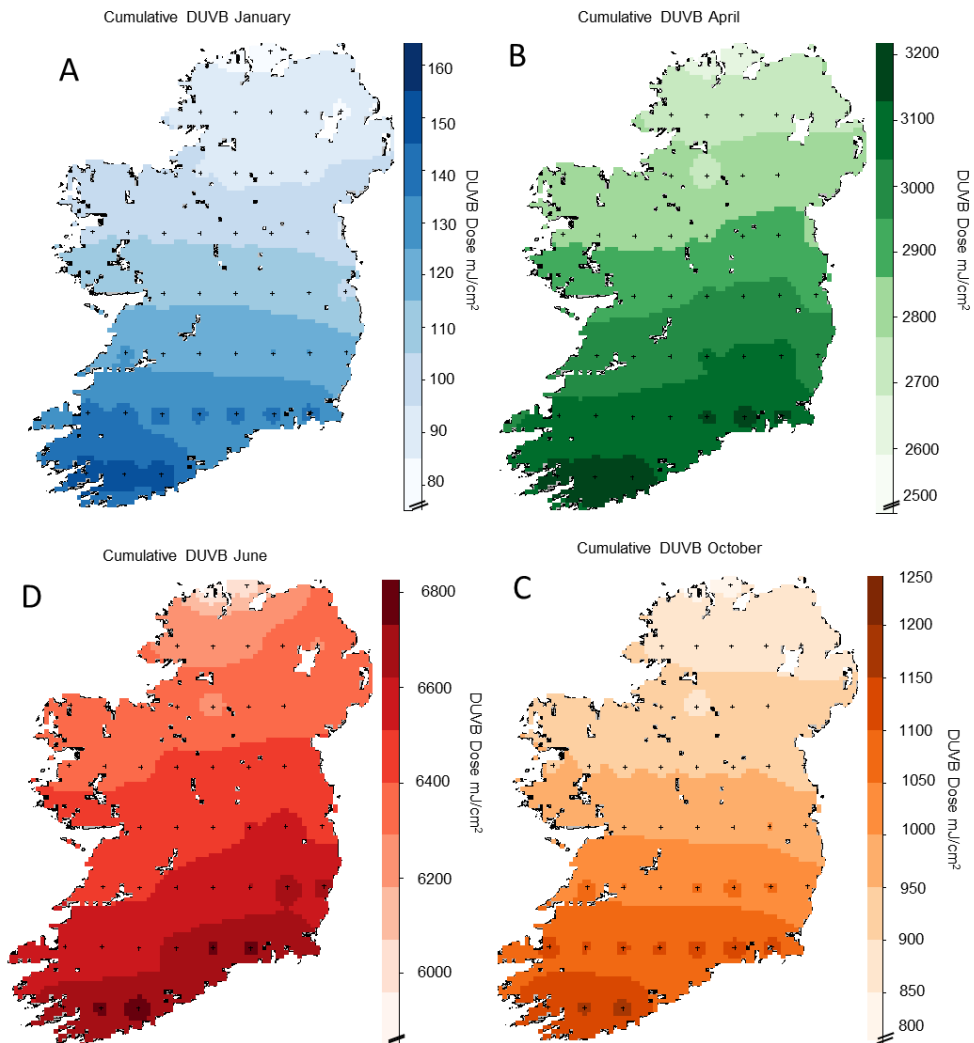 Cumulative DUVB January
A
160
150
140
130
120
110
100
90
80
DUVB Dose mJ/cm²
Cumulative DUVB April
B
3200
3100
3000
2900
2800
2700
2600
2500
DUVB Dose mJ/cm²
Cumulative DUVB June
D
6800
6600
6400
6200
6000
DUVB Dose mJ/cm²
Cumulative DUVB October
C
1250
1200
1150
1100
1050
1000
950
900
850
800
DUVB Dose mJ/cm²